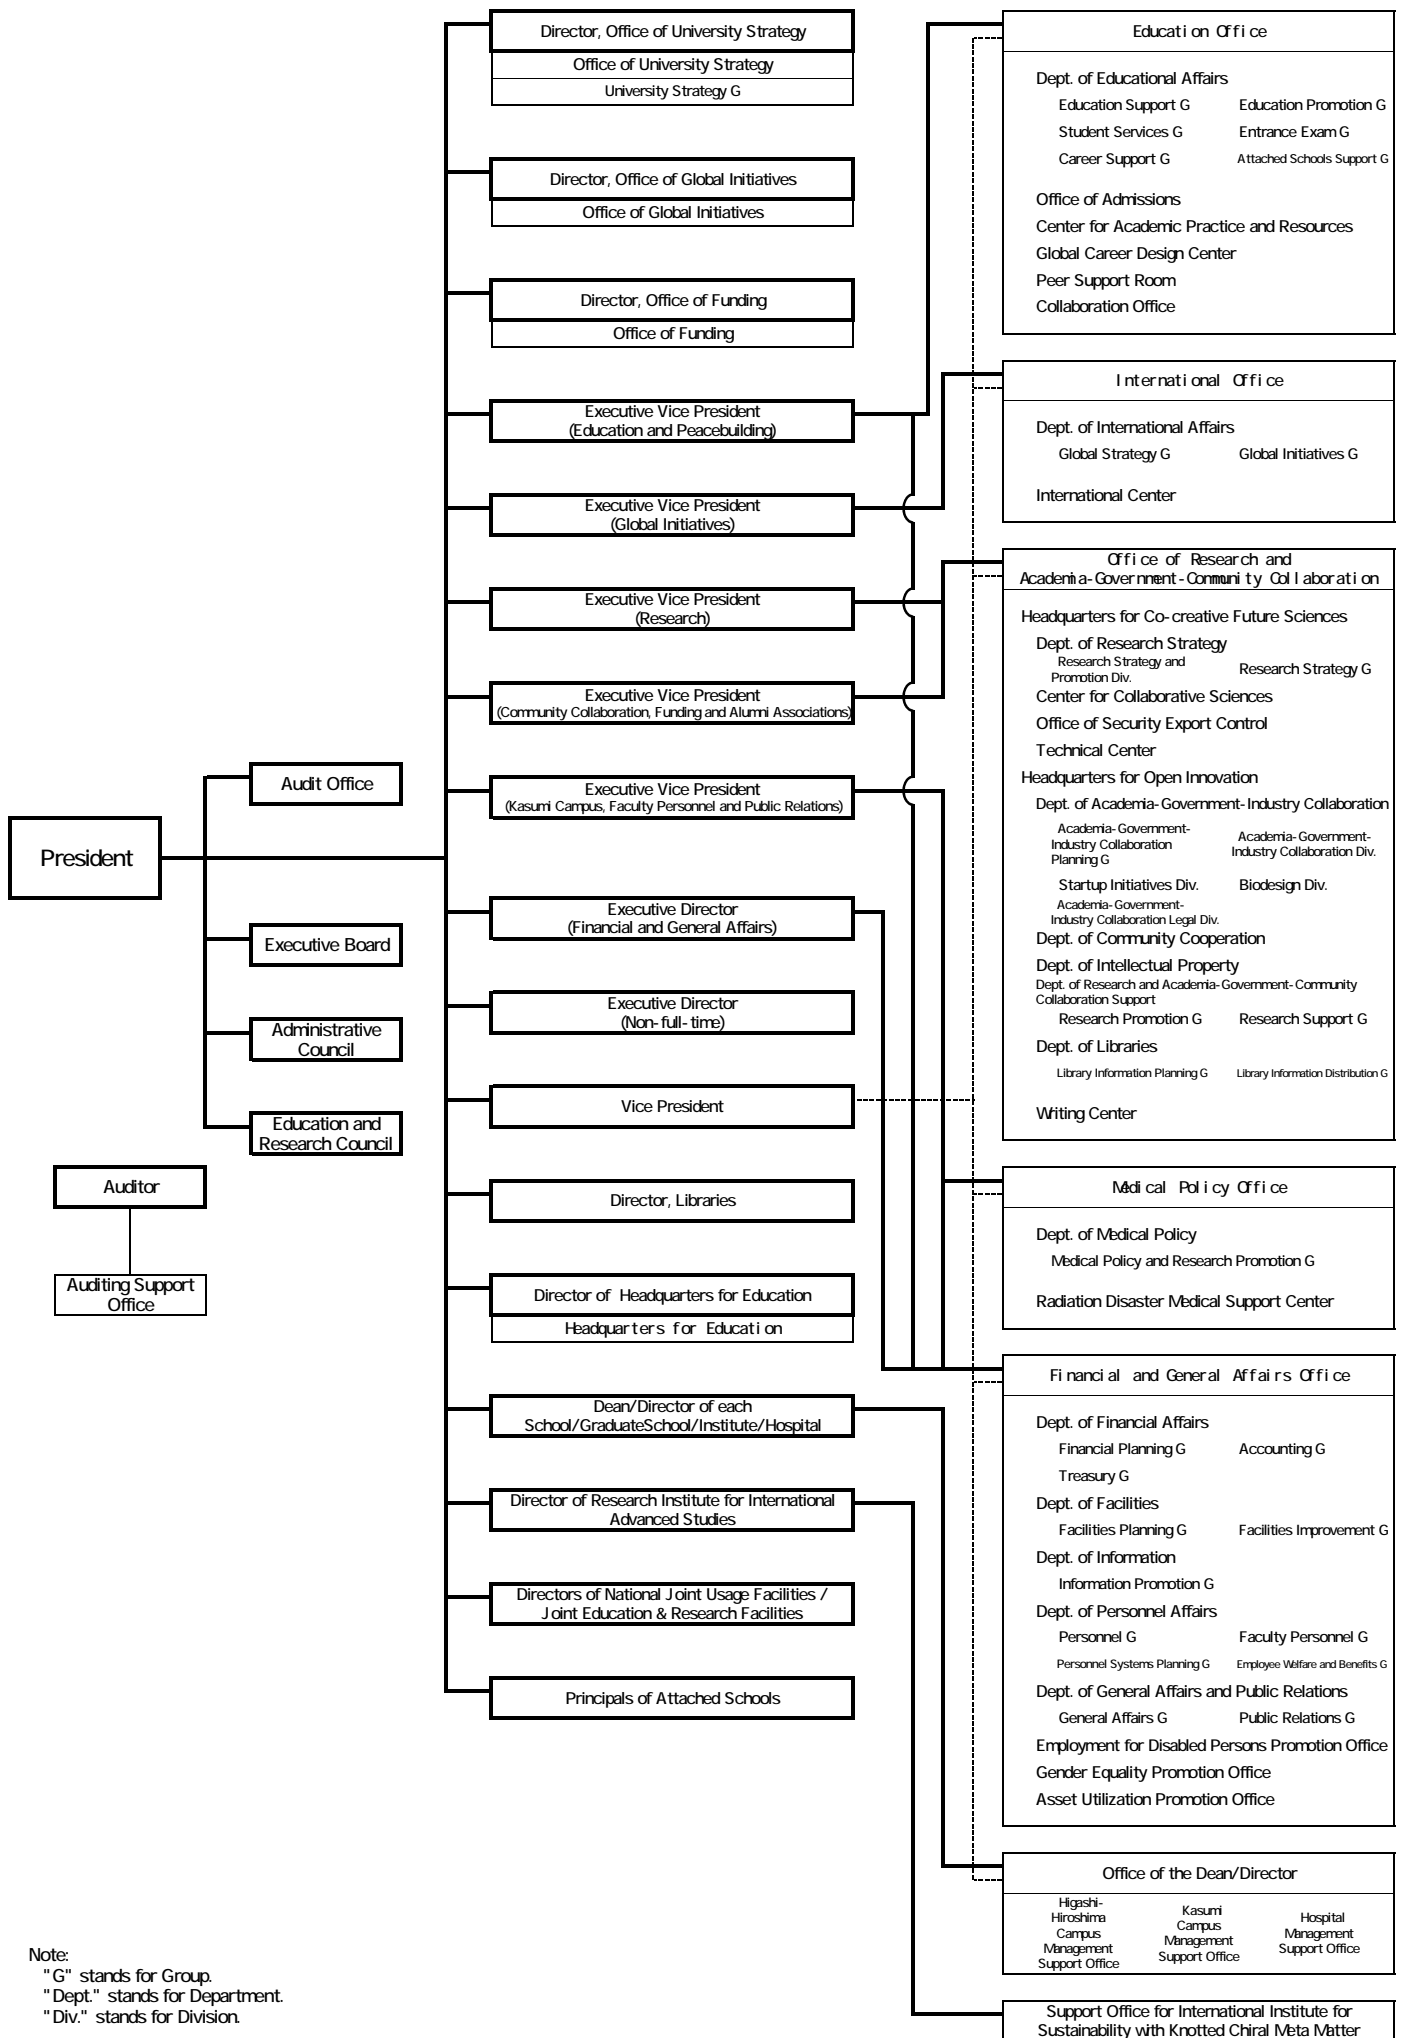 Director, Office of University Strategy
Office of University Strategy
University Strategy G
Director, Office of Global Initiatives
Office of Global Initiatives
Director, Office of Funding
Office of Funding
Executive Vice President
(Education and Peacebuilding)
Executive Vice President
(Global Initiatives)
Executive Vice President
(Research)
Executive Vice President
(Community Collaboration, Funding and Alumni Associations)
Executive Vice President
(Kasumi Campus, Faculty Personnel and Public Relations)
Executive Director
(Financial and General Affairs)
Executive Director
(Non-full-time)
Vice President
Director, Libraries
Director of Headquarters for Education
Headquarters for Education
Dean/Director of each
School/GraduateSchool/Institute/Hospital
Director of Research Institute for International
Advanced Studies
Directors of National Joint Usage Facilities /
Joint Education & Research Facilities
Principals of Attached Schools
President
Audit Office
Executive Board
Administrative
Council
Education and
Research Council
Auditor
Auditing Support
Office
Education Office
Dept. of Educational Affairs
Education Support G Education Promotion G
Student Services G Entrance Exam G
Career Support G Attached Schools Support G
Office of Admissions
Center for Academic Practice and Resources
Global Career Design Center
Peer Support Room
Collaboration Office
International Office
Dept. of International Affairs
Global Strategy G Global Initiatives G
International Center
Office of Research and
Academia-Government-Community Collaboration
Headquarters for Co-creative Future Sciences
Dept. of Research Strategy
Research Strategy and
Promotion Div.
Research Strategy G
Center for Collaborative Sciences
Office of Security Export Control
Technical Center
Headquarters for Open Innovation
Dept. of Academia-Government-Industry Collaboration
Academia-Government-
Industry Collaboration
Planning G
Academia-Government-
Industry Collaboration Div.
Startup Initiatives Div. Biodesign Div.
Academia-Government-
Industry Collaboration Legal Div.
Dept. of Community Cooperation
Dept. of Intellectual Property
Dept. of Research and Academia-Government-Community
Collaboration Support
Research Promotion G Research Support G
Dept. of Libraries
Library Information Planning G Library Information Distribution G
Writing Center
Medical Policy Office
Dept. of Medical Policy
Medical Policy and Research Promotion G
Radiation Disaster Medical Support Center
Financial and General Affairs Office
Dept. of Financial Affairs
Financial Planning G Accounting G
Treasury G
Dept. of Facilities
Facilities Planning G Facilities Improvement G
Dept. of Information
Information Promotion G
Dept. of Personnel Affairs
Personnel G Faculty Personnel G
Personnel Systems Planning G Employee Welfare and Benefits G
Dept. of General Affairs and Public Relations
General Affairs G Public Relations G
Employment for Disabled Persons Promotion Office
Gender Equality Promotion Office
Asset Utilization Promotion Office
Office of the Dean/Director
Higashi-
Hiroshima
Campus
Management
Support Office
Kasumi
Campus
Management
Support Office
Hospital
Management
Support Office
Support Office for International Institute for
Sustainability with Knotted Chiral Meta Matter
Note:
"G" stands for Group.
"Dept." stands for Department.
"Div." stands for Division.